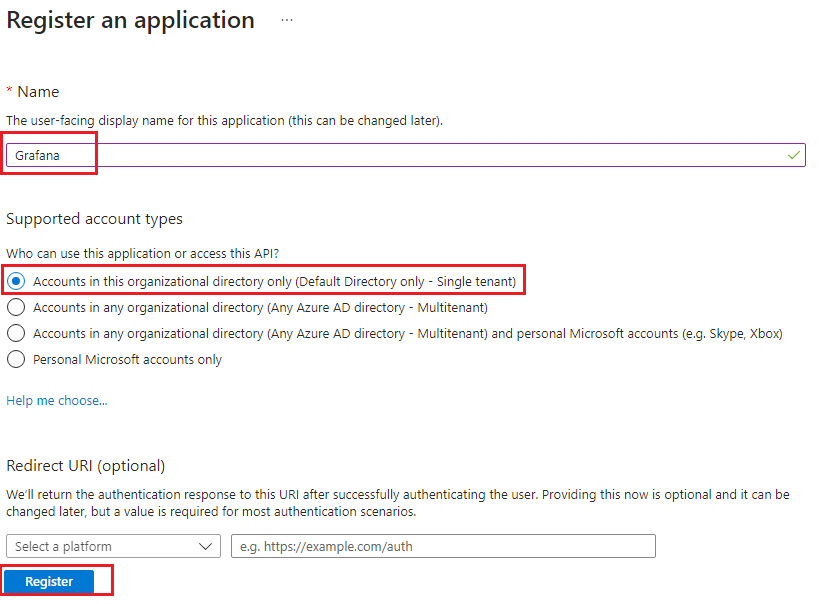 Register an application ...
* Name
The user-facing display name for this application (this can be changed later).
Grafana
Supported account types
Who can use this application or access this API?
Accounts in this organizational directory only (Default Directory only - Single tenant)
Accounts in any organizational directory (Any Azure AD directory - Multitenant)
Accounts in any organizational directory (Any Azure AD directory - Multitenant) and personal Microsoft accounts (e.g. Skype, Xbox)
Personal Microsoft accounts only
Help me choose...
Redirect URI (optional)
We'll return the authentication response to this URI after successfully authenticating the user. Providing this now is optional and it can be
changed later, but a value is required for most authentication scenarios.
Select a platform e.g. https://example.com/auth
Register